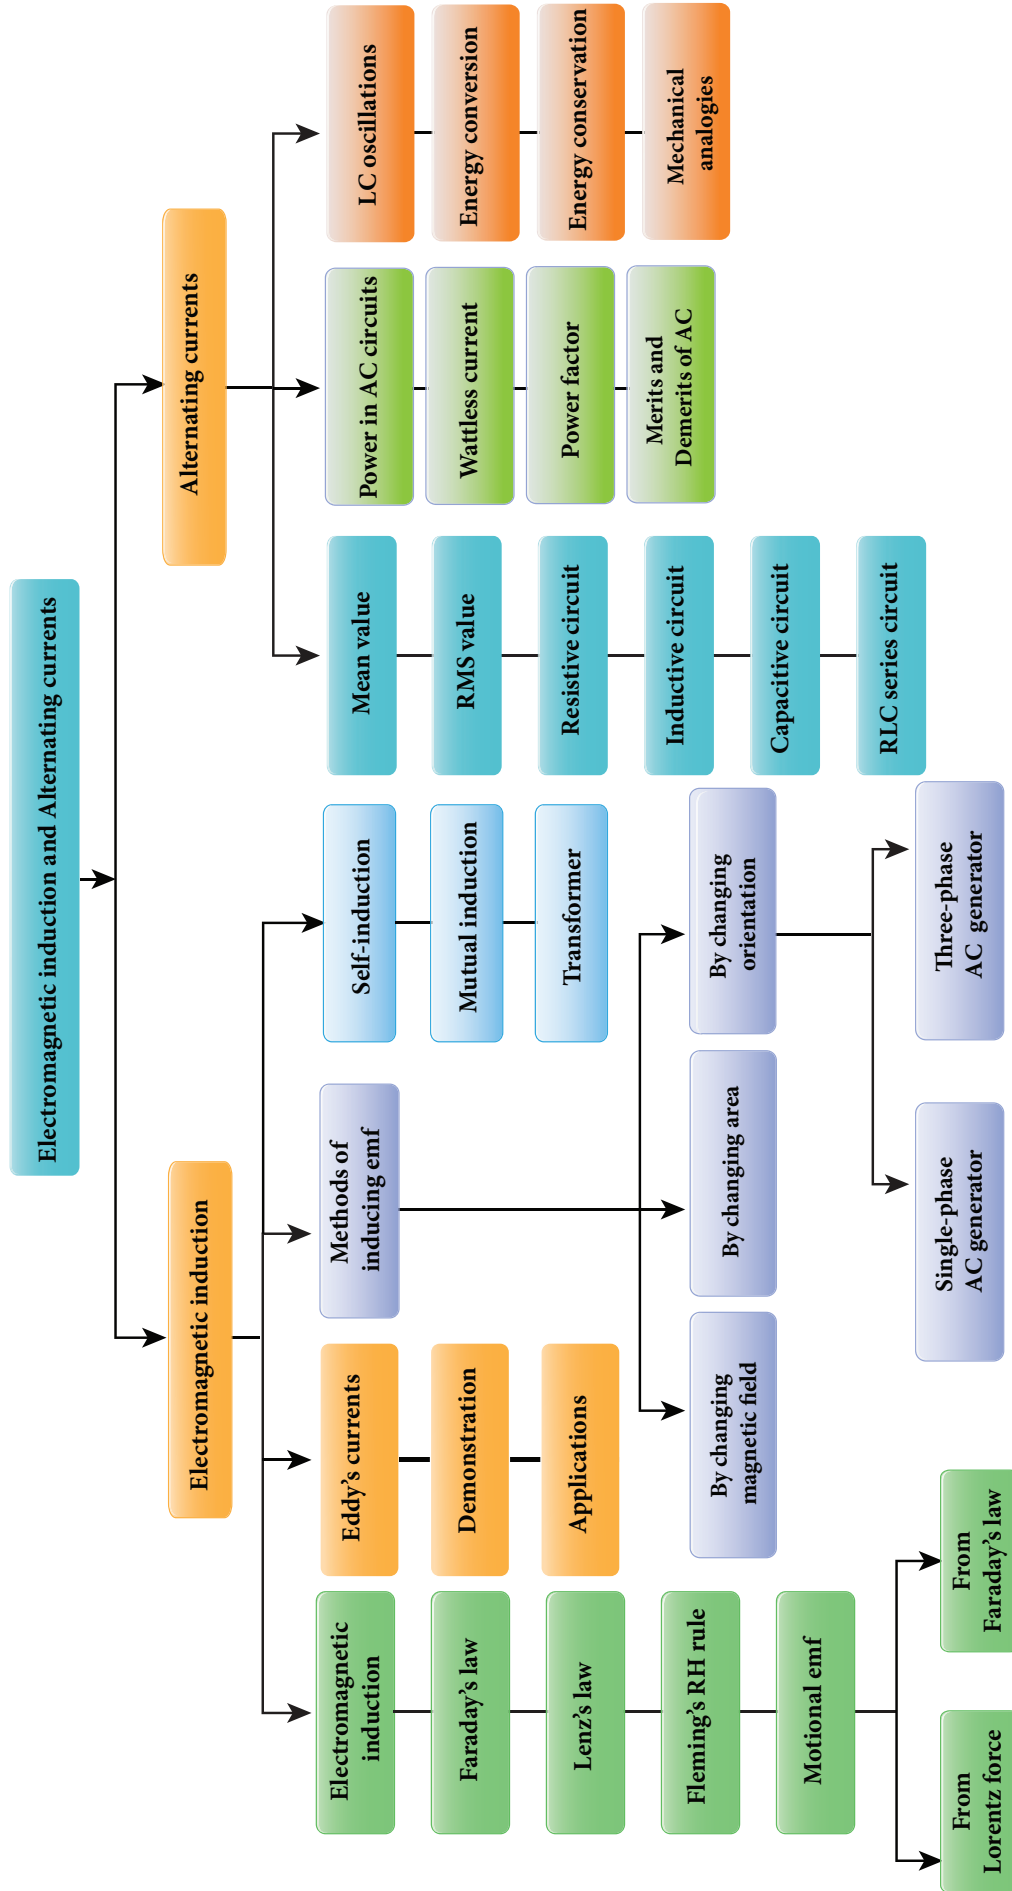 Electromagnetic induction and Alternating currents
Electromagnetic induction
Alternating currents
Electromagnetic
induction
Faraday's law
Lenz's law
Fleming's RH rule
Motional emf
From
Lorentz force
From
Faraday's law
Eddy's currents
Demonstration
Applications
Methods of
inducing emf
By changing
magnetic field
By changing area
By changing
orientation
Single-phase
AC generator
Three-phase
AC generator
Self-induction
Mutual induction
Transformer
Mean value
RMS value
Resistive circuit
Inductive circuit
Capacitive circuit
RLC series circuit
Power in AC circuits
Wattless current
Power factor
Merits and
Demerits of AC
LC oscillations
Energy conversion
Energy conservation
Mechanical
analogies